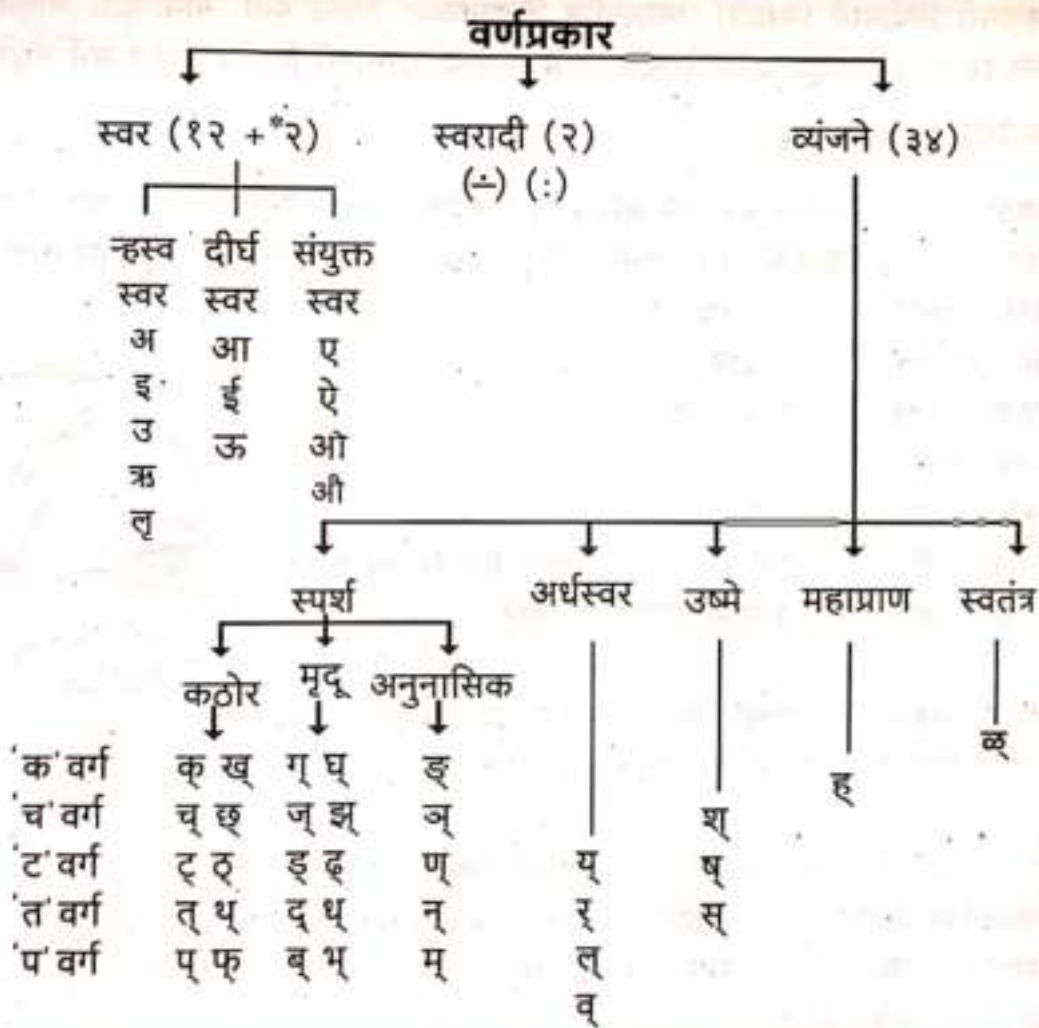 वर्णप्रकार
स्वर (१२ + *२) स्वरादी (२) व्यंजने (३४)
(∸) (:)
ऱ्हस्व दीर्घ संयुक्त
स्वर स्वर स्वर
अ आ ए
इ ई ऐ
उ ऊ ओ
ऋ औ
लृ
स्पर्श अर्धस्वर उष्मे महाप्राण स्वतंत्र
कठोर मृदू अनुनासिक
'क' वर्ग क् ख् ग् घ् ङ् ह् ळ्
'च' वर्ग च् छ् ज् झ् ञ् श्
'ट' वर्ग ट् ठ् ड् ढ् ण् य् ष्
'त' वर्ग त् थ् द् ध् न् र् स्
'प' वर्ग प् फ् ब् भ् म् ल्
व्